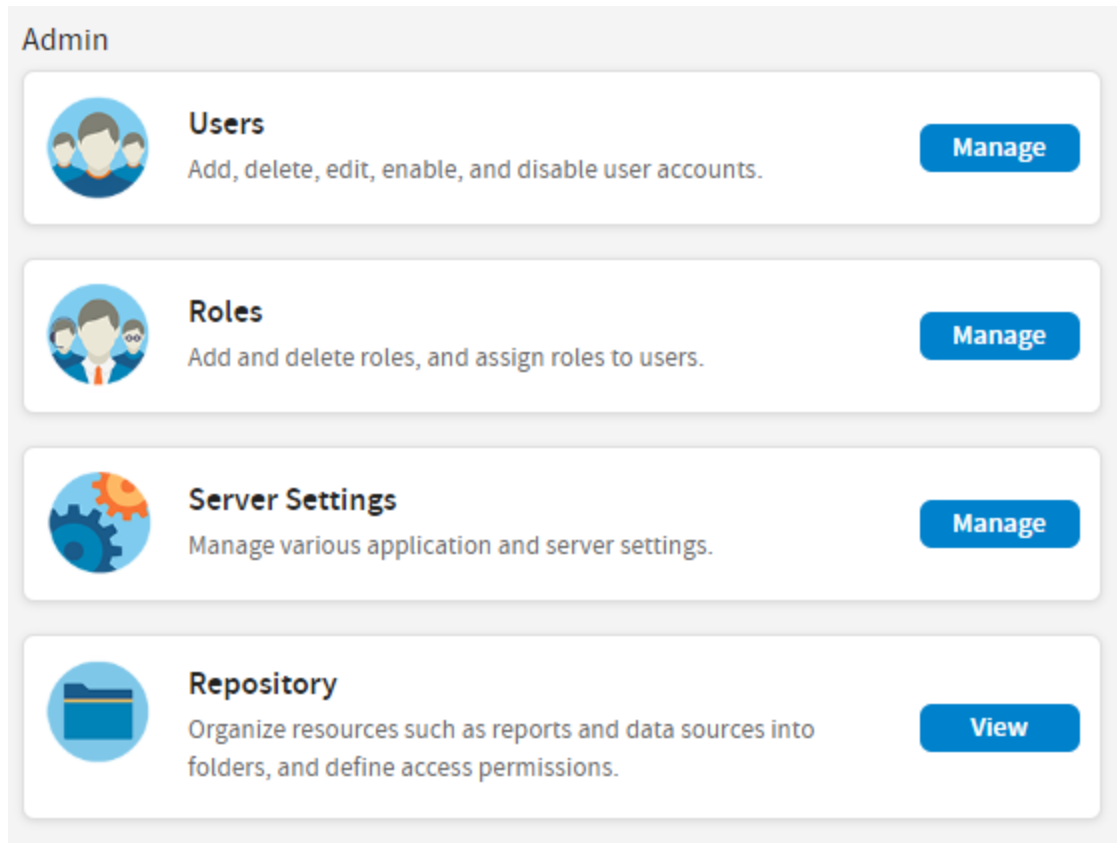 Admin
Users
Add, delete, edit, enable, and disable user accounts.
Manage
Roles
Add and delete roles, and assign roles to users.
Manage
Server Settings
Manage various application and server settings.
Manage
Repository
Organize resources such as reports and data sources into
folders, and define access permissions.
View